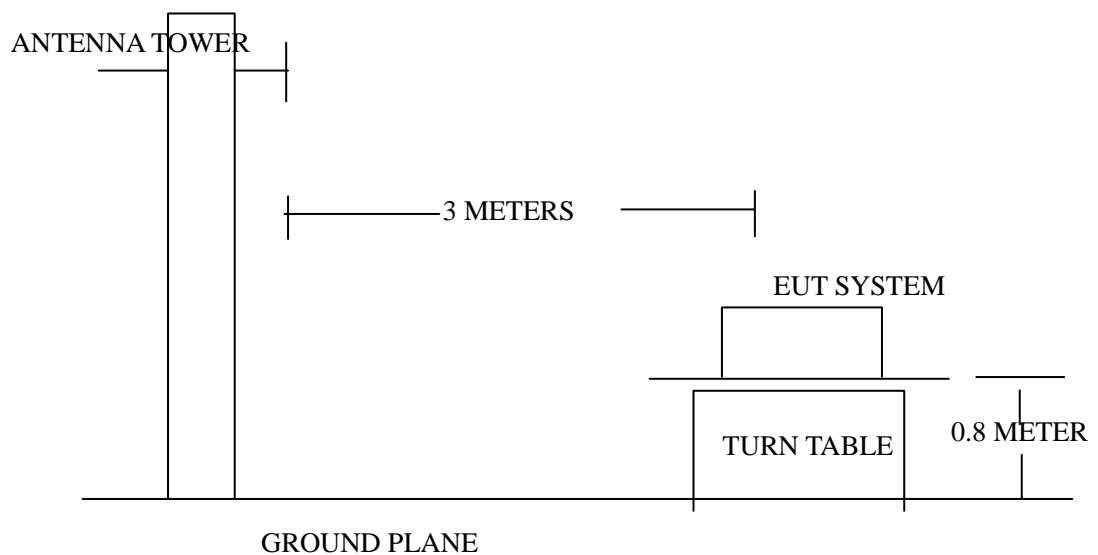 ANTENNA TOWER
3 METERS
EUT SYSTEM
0.8 METER
TURN TABLE
GROUND PLANE